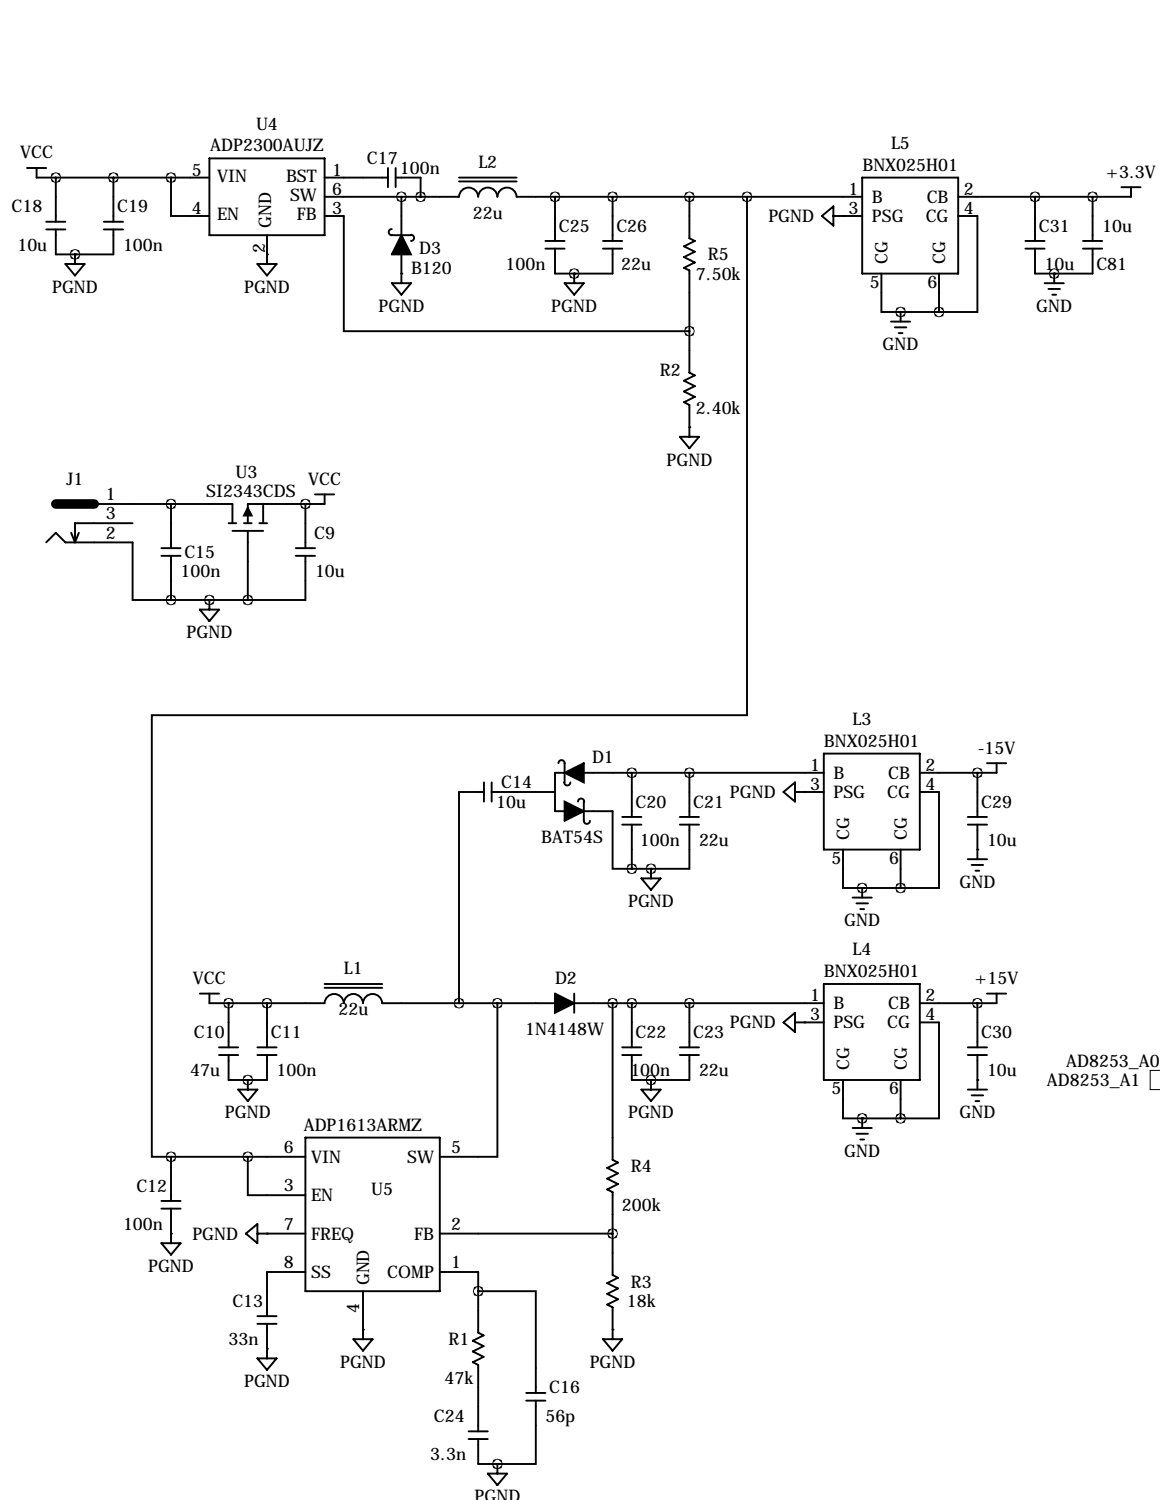 U4
ADP2300AUJZ
VCC
5 VIN BST 1
SW 6
4 EN FB 3
GND
2
C18
10u
C19
100n
PGND
PGND
C17
100n
D3
B120
PGND
L2
22u
C25
100n
C26
22u
PGND
R5
7.50k
R2
2.40k
PGND
L5
BNX025H01
1 B CB 2
PGND 3 PSG CG 4
CG CG
5 6
GND
+3.3V
C31
10u
10u
C81
GND
J1
1
3
2
U3
SI2343CDS
VCC
C15
100n
C9
10u
PGND
L3
BNX025H01
1 B CB 2
PGND 3 PSG CG 4
CG CG
5 6
GND
-15V
C29
10u
GND
C14
10u
D1
BAT54S
C20
100n
C21
22u
PGND
L4
BNX025H01
1 B CB 2
PGND 3 PSG CG 4
CG CG
5 6
GND
+15V
C30
10u
GND
AD8253_A0
AD8253_A1
VCC
L1
22u
D2
1N4148W
C10
47u
C11
100n
PGND
C22
100n
C23
22u
PGND
ADP1613ARMZ
6 VIN SW 5
U5
3 EN
7 FREQ FB 2
8 SS COMP 1
GND
4
C12
100n
PGND
PGND
C13
33n
PGND
PGND
R4
200k
R3
18k
PGND
R1
47k
C24
3.3n
C16
56p
PGND